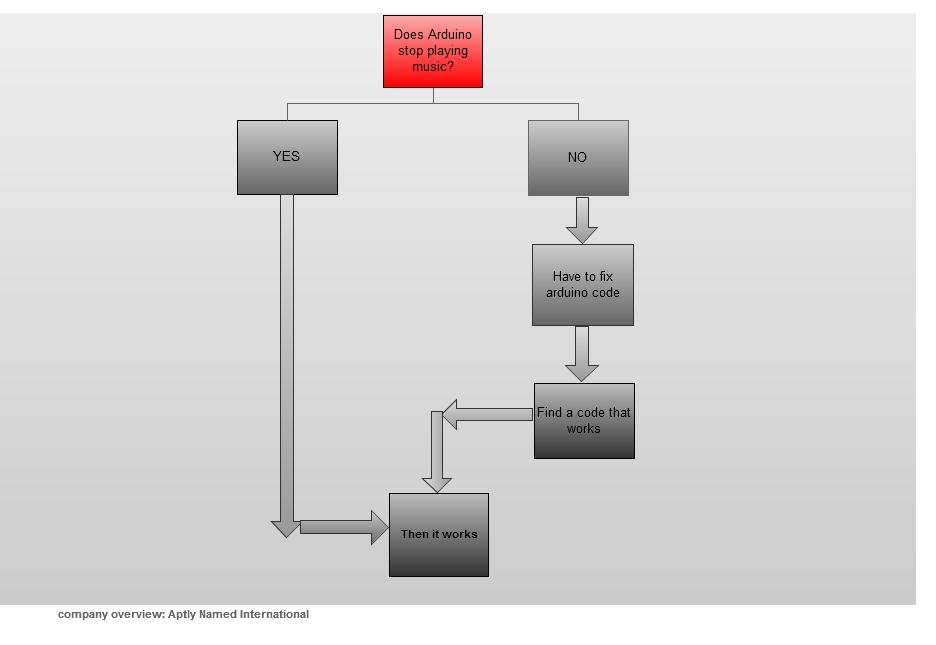 Does Arduino
stop playing
music?
YES
NO
Have to fix
arduino code
Find a code that
works
Then it works
company overview: Aptly Named International